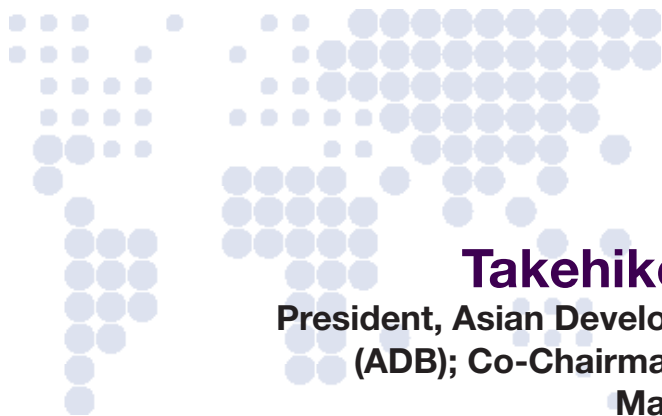 Takehik
President, Asian Develo
(ADB); Co-Chairma
Ma